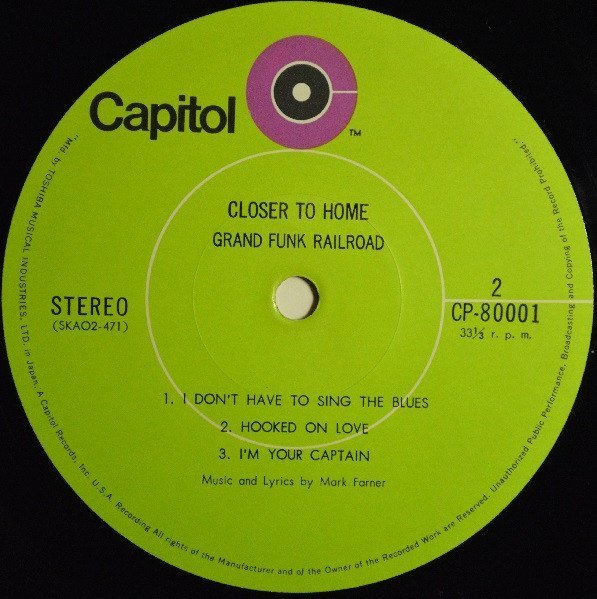 Capitol
TM
CLOSER TO HOME
GRAND FUNK RAILROAD
STEREO
(SKAO2-471)
2
CP-80001
33⅓ r. p. m.
1. I DON'T HAVE TO SING THE BLUES
2. HOOKED ON LOVE
3. I'M YOUR CAPTAIN
Music and Lyrics by Mark Farner
"Mfd. by TOSHIBA MUSICAL INDUSTRIES, LTD. in Japan, A Capitol Records, Inc. U.S.A. Recording All rights of the Manufacturer and of the Owner of the Recorded Work are Reserved. Unauthorized Public Performance, Broadcasting and Copying of the Record Prohibited."